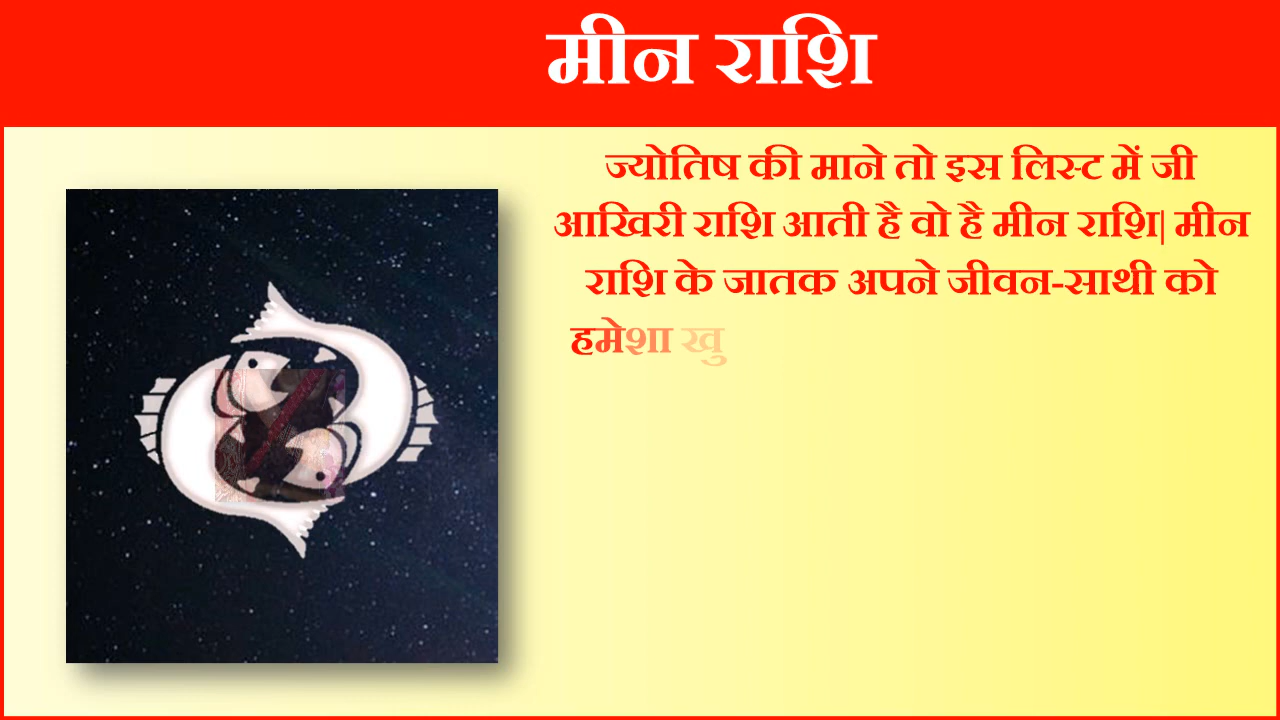 मीन राशि
ज्योतिष की माने तो इस लिस्ट में जी
आखिरी राशि आती है वो है मीन राशि| मीन
राशि के जातक अपने जीवन-साथी को
हमेशा खु